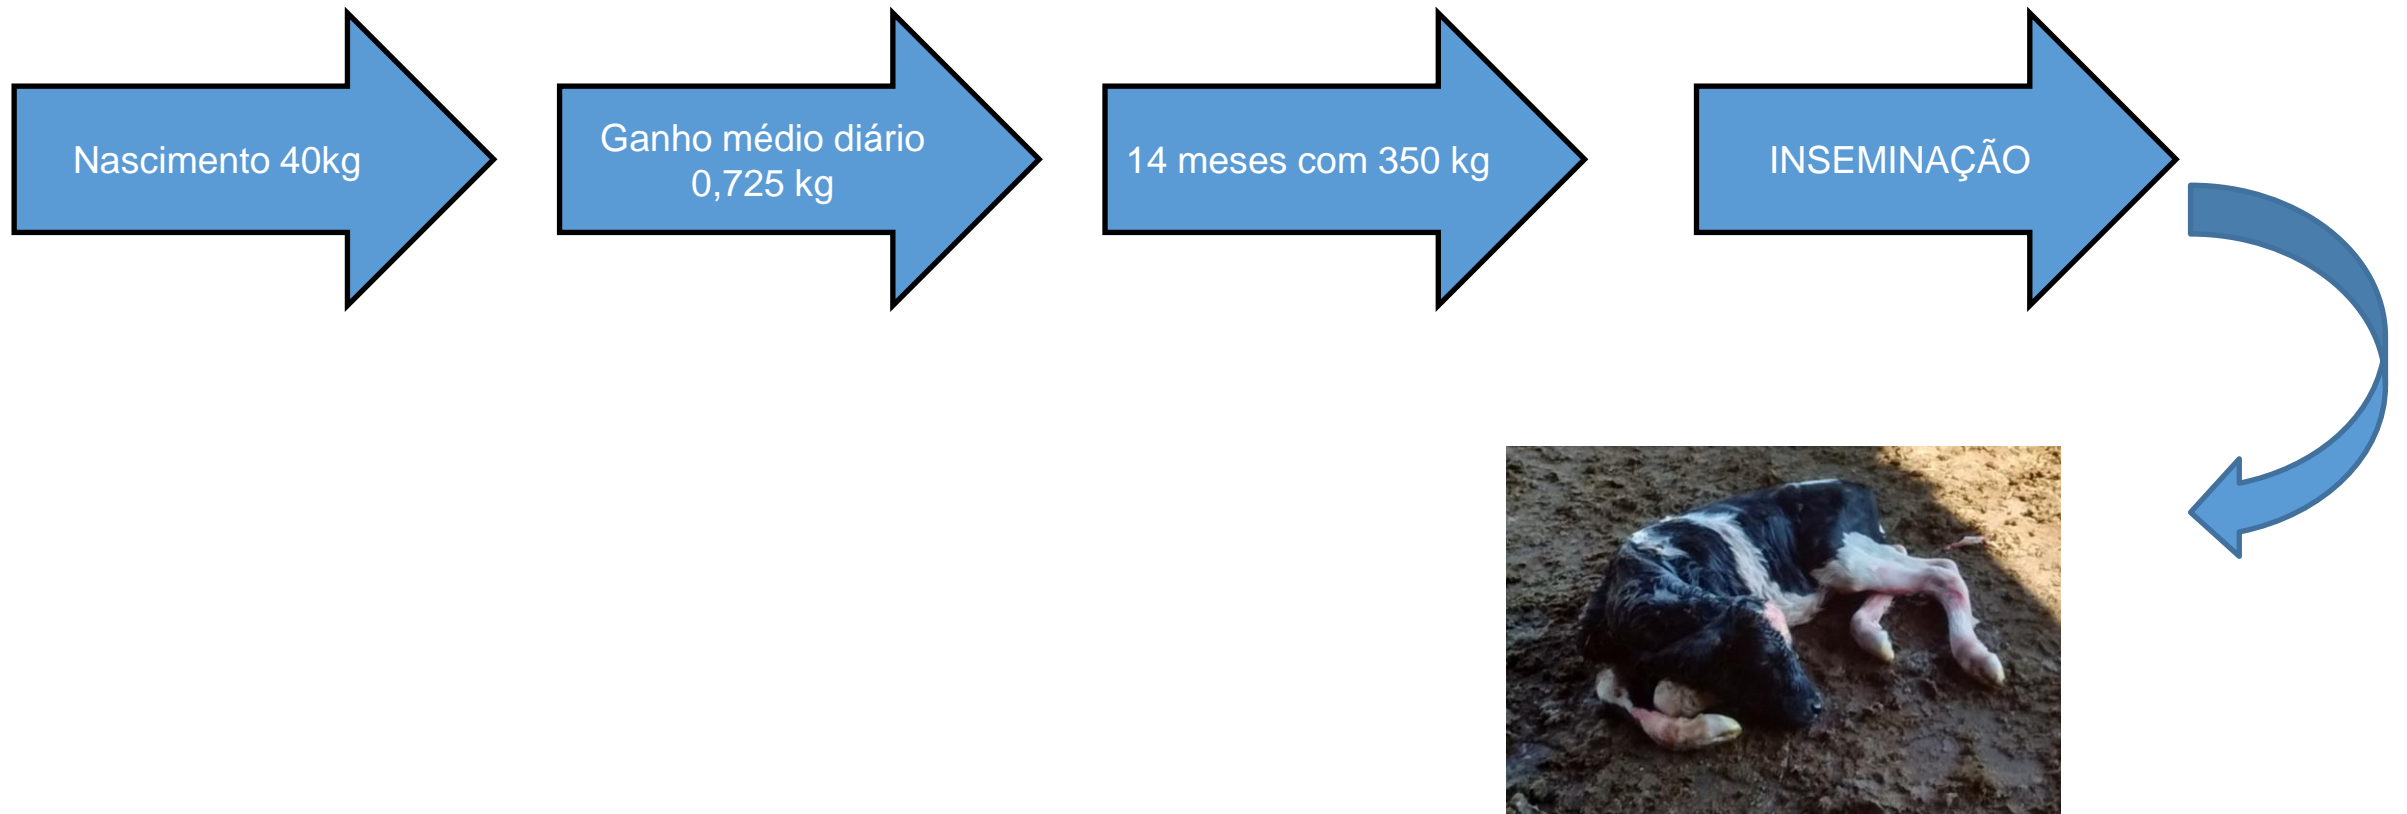 Nascimento 40kg
Ganho médio diário
0,725 kg
14 meses com 350 kg
INSEMINAÇÃO